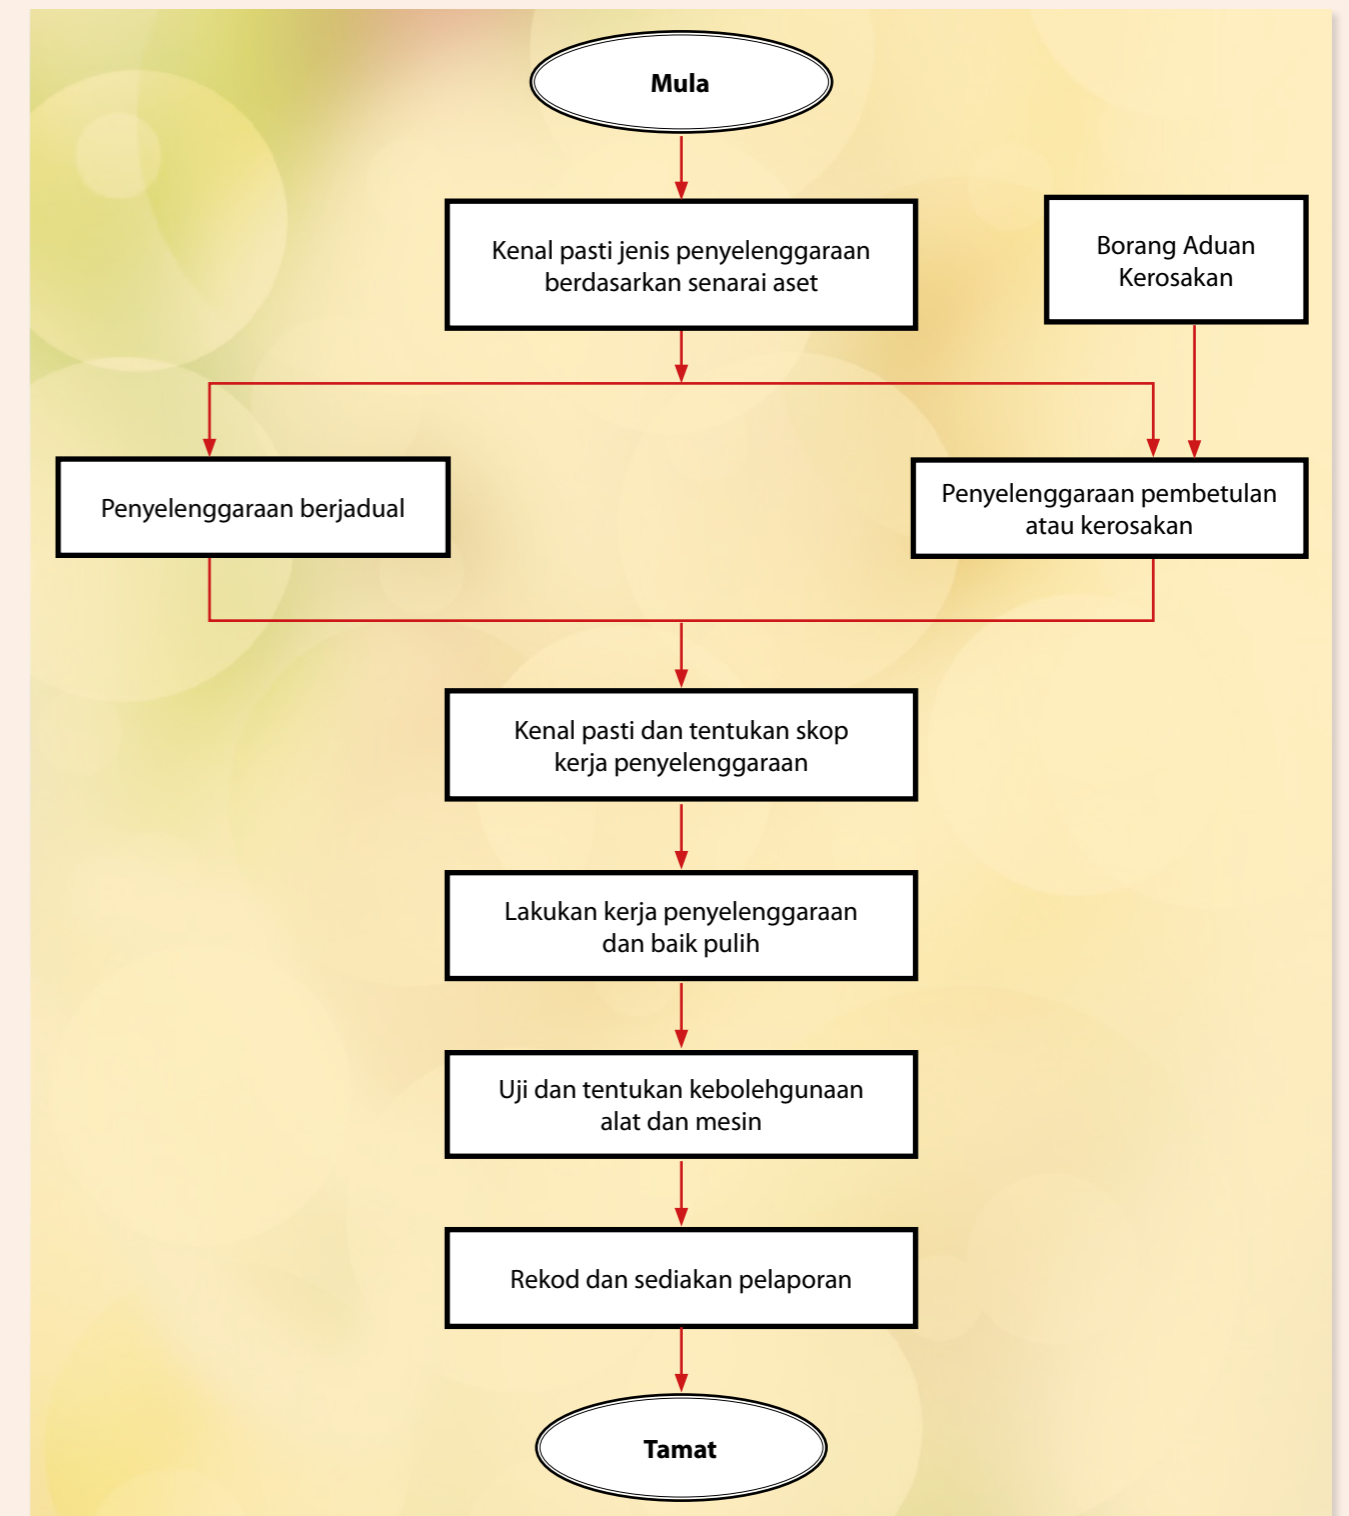 Mula
Kenal pasti jenis penyelenggaraan
berdasarkan senarai aset
Borang Aduan
Kerosakan
Penyelenggaraan berjadual
Penyelenggaraan pembetulan
atau kerosakan
Kenal pasti dan tentukan skop
kerja penyelenggaraan
Lakukan kerja penyelenggaraan
dan baik pulih
Uji dan tentukan kebolehgunaan
alat dan mesin
Rekod dan sediakan pelaporan
Tamat